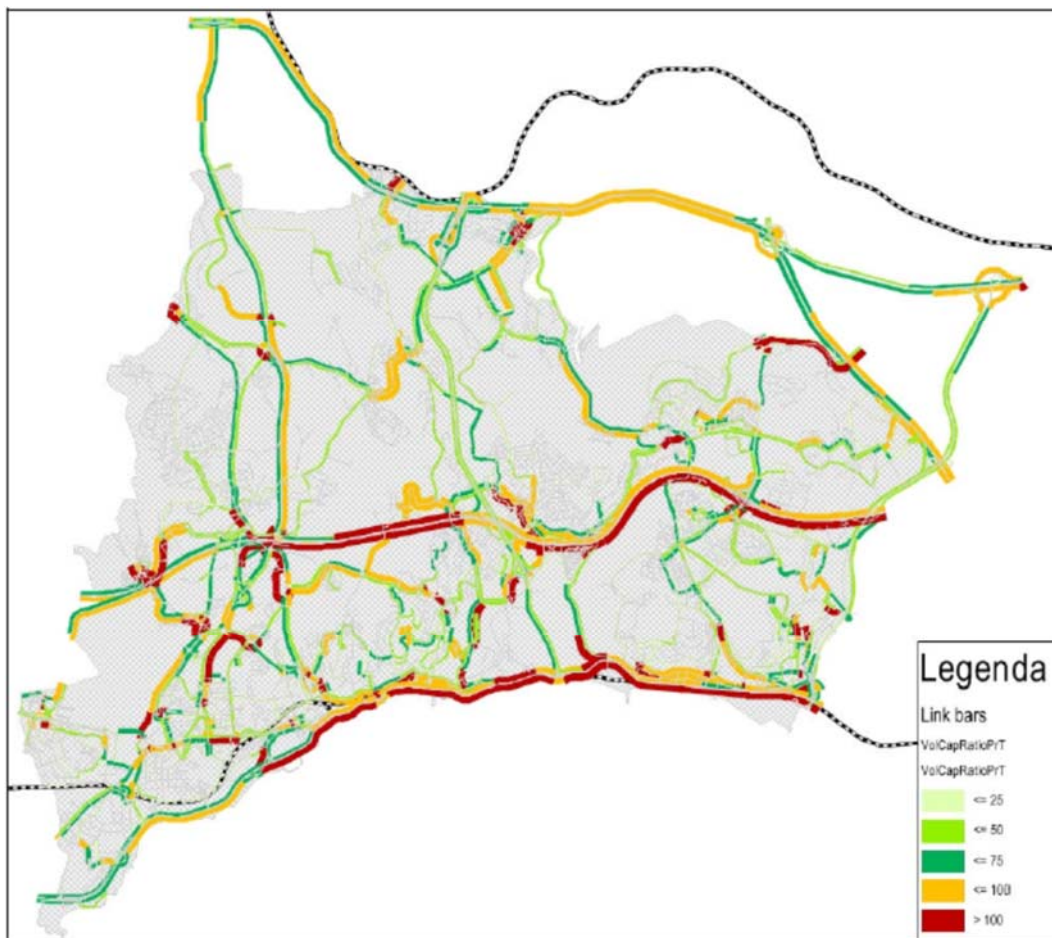 Legenda
Link bars
VolCapRatioPrT
VolCapRatioPrT
<= 25
<= 50
<= 75
<= 100
> 100